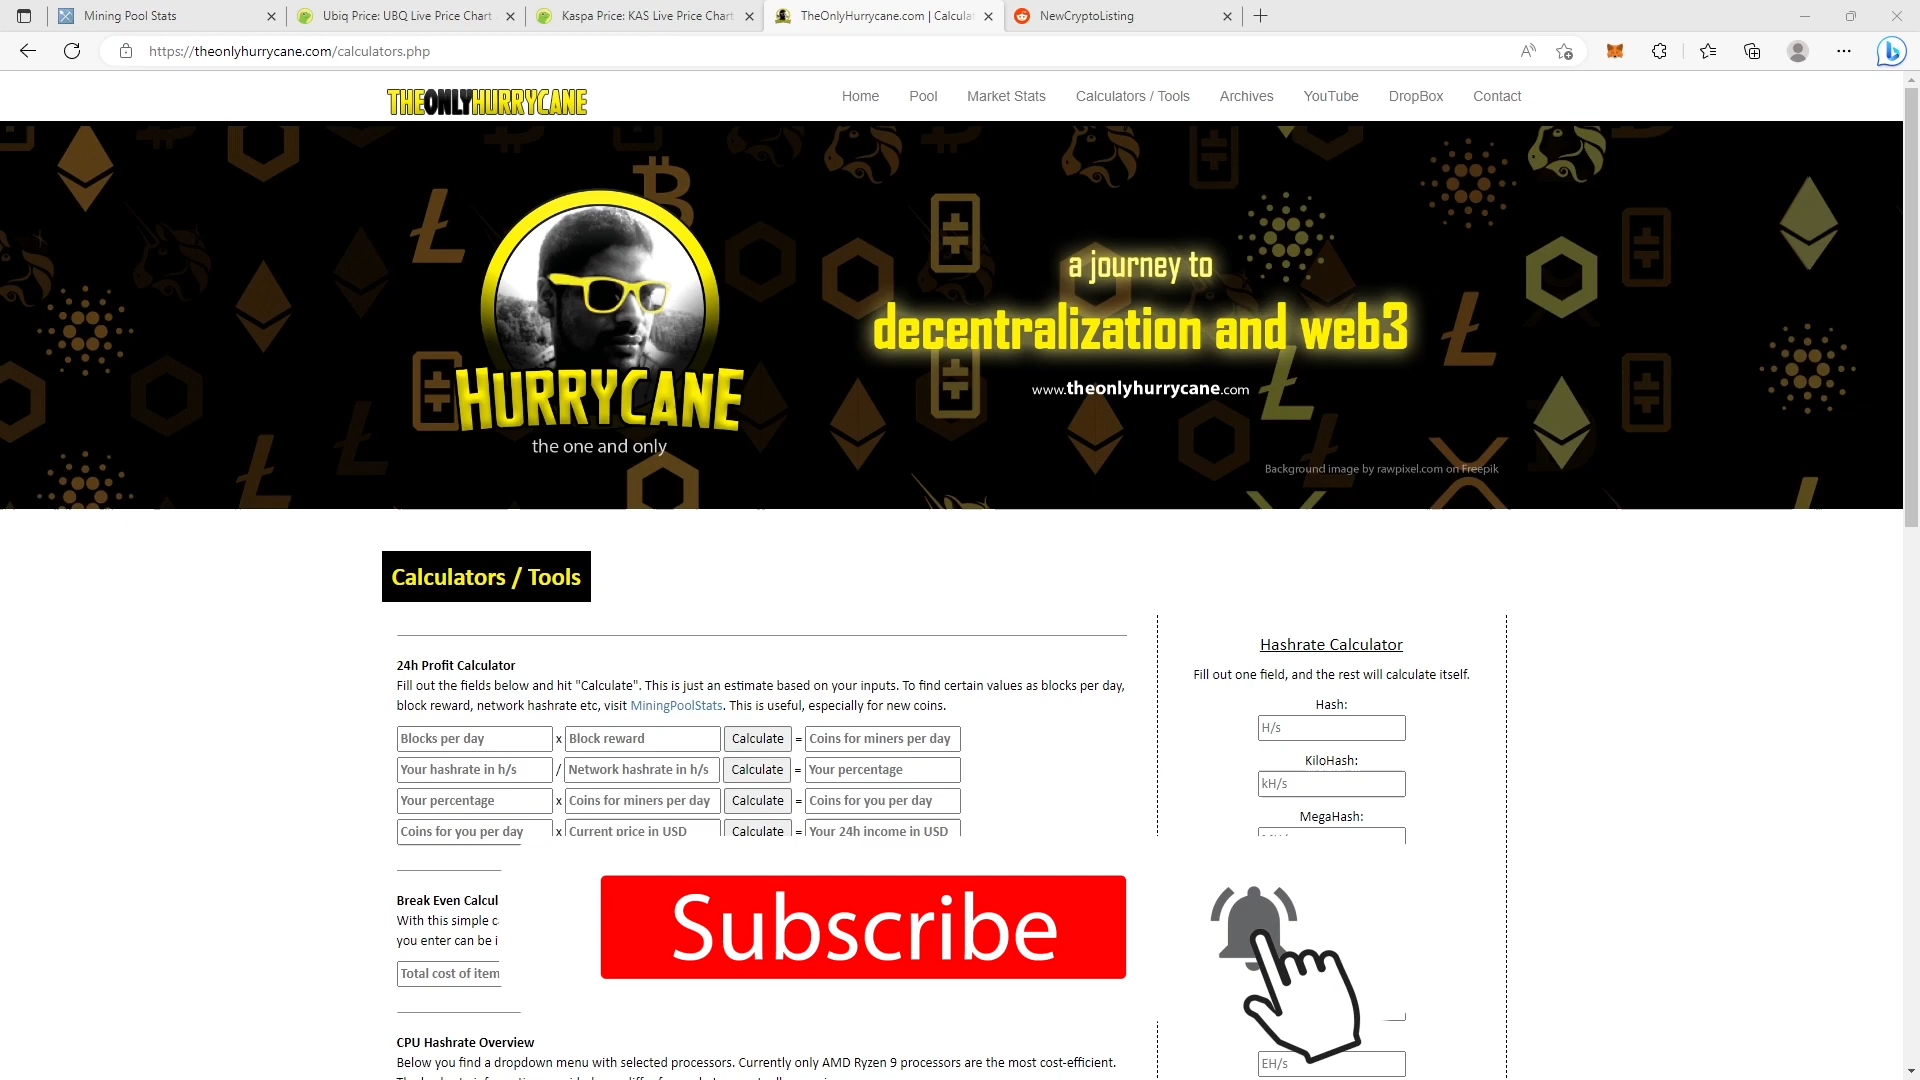 Mining Pool Stats
Ubiq Price: UBQ Live Price Chart
Kaspa Price: KAS Live Price Chart
TheOnlyHurrycane.com | Calcula
NewCryptoListing
https://theonlyhurrycane.com/calculators.php
THEONLYHURRYCANE
Home Pool Market Stats Calculators / Tools Archives YouTube DropBox Contact
a journey to
decentralization and web3
www.theonlyhurrycane.com
HURRYCANE
the one and only
Background image by rawpixel.com on Freepik
Calculators / Tools
24h Profit Calculator
Fill out the fields below and hit "Calculate". This is just an estimate based on your inputs. To find certain values as blocks per day,
block reward, network hashrate etc, visit MiningPoolStats. This is useful, especially for new coins.
Blocks per day x Block reward Calculate = Coins for miners per day
Your hashrate in h/s / Network hashrate in h/s Calculate = Your percentage
Your percentage x Coins for miners per day Calculate = Coins for you per day
Coins for you per day x Current price in USD Calculate = Your 24h income in USD
Hashrate Calculator
Fill out one field, and the rest will calculate itself.
Hash:
H/s
KiloHash:
kH/s
MegaHash:
Break Even Calcul
With this simple c
you enter can be i
Total cost of item
Subscribe
CPU Hashrate Overview
Below you find a dropdown menu with selected processors. Currently only AMD Ryzen 9 processors are the most cost-efficient.
EH/s